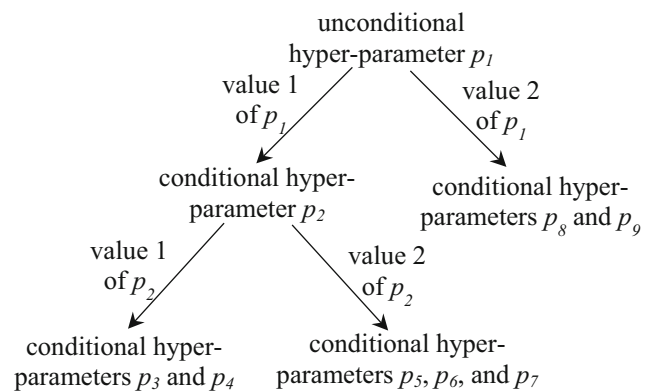 unconditional
hyper-parameter p₁
value 1
of p₁
value 2
of p₁
conditional hyper-
parameter p₂
conditional hyper-
parameters p₈ and p₉
value 1
of p₂
value 2
of p₂
conditional hyper-
parameters p₃ and p₄
conditional hyper-
parameters p₅, p₆, and p₇